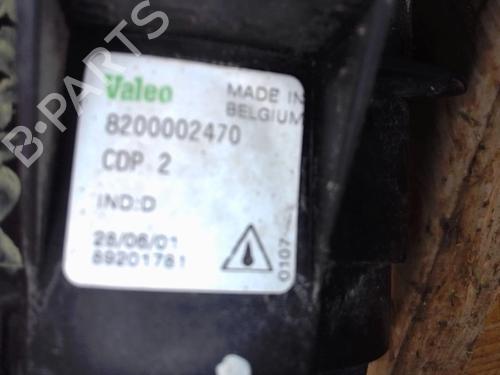 Valeo
MADE IN
BELGIUM
8200002470
CDP 2
IND:D
28/06/01
89201781
0107
B-PARTS